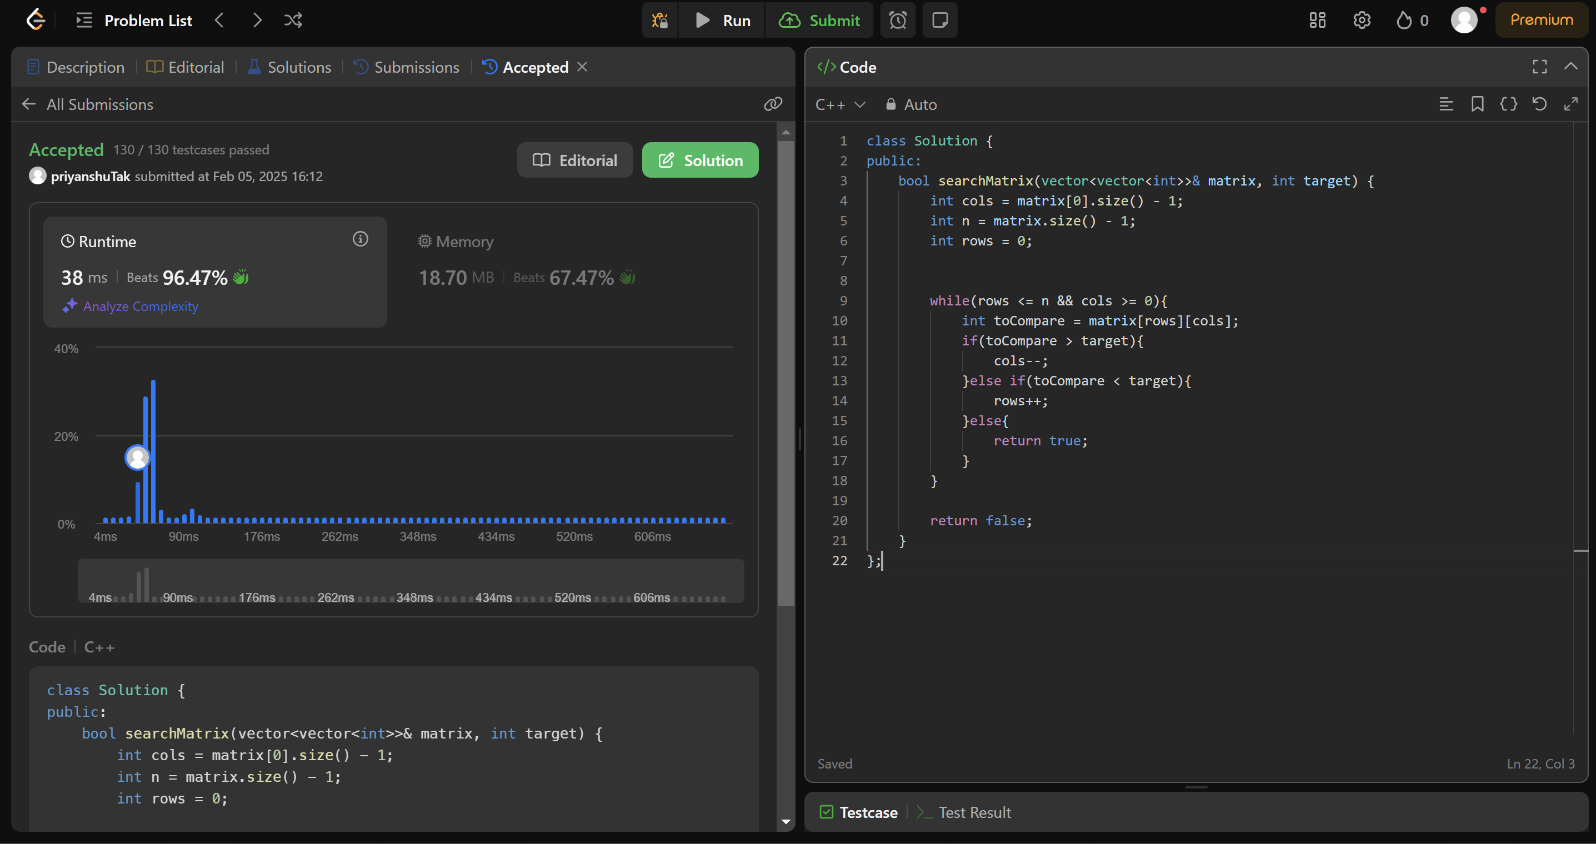 Problem List
Run
Submit
0
Premium
Description
Editorial
Solutions
Submissions
Accepted
All Submissions
Accepted 130 / 130 testcases passed
priyanshuTak submitted at Feb 05, 2025 16:12
Editorial
Solution
Runtime
38 ms | Beats 96.47%
Analyze Complexity
Memory
18.70 MB | Beats 67.47%
40%
20%
0%
4ms 90ms 176ms 262ms 348ms 434ms 520ms 606ms
4ms 90ms 176ms 262ms 348ms 434ms 520ms 606ms
Code | C++
class Solution {
public:
    bool searchMatrix(vector<vector<int>>& matrix, int target) {
        int cols = matrix[0].size() - 1;
        int n = matrix.size() - 1;
        int rows = 0;
</> Code
C++
Auto
1 class Solution {
2 public:
3     bool searchMatrix(vector<vector<int>>& matrix, int target) {
4         int cols = matrix[0].size() - 1;
5         int n = matrix.size() - 1;
6         int rows = 0;
7
8
9         while(rows <= n && cols >= 0){
10             int toCompare = matrix[rows][cols];
11             if(toCompare > target){
12                 cols--;
13             }else if(toCompare < target){
14                 rows++;
15             }else{
16                 return true;
17             }
18         }
19
20         return false;
21     }
22 };
Saved
Ln 22, Col 3
Testcase
>_ Test Result